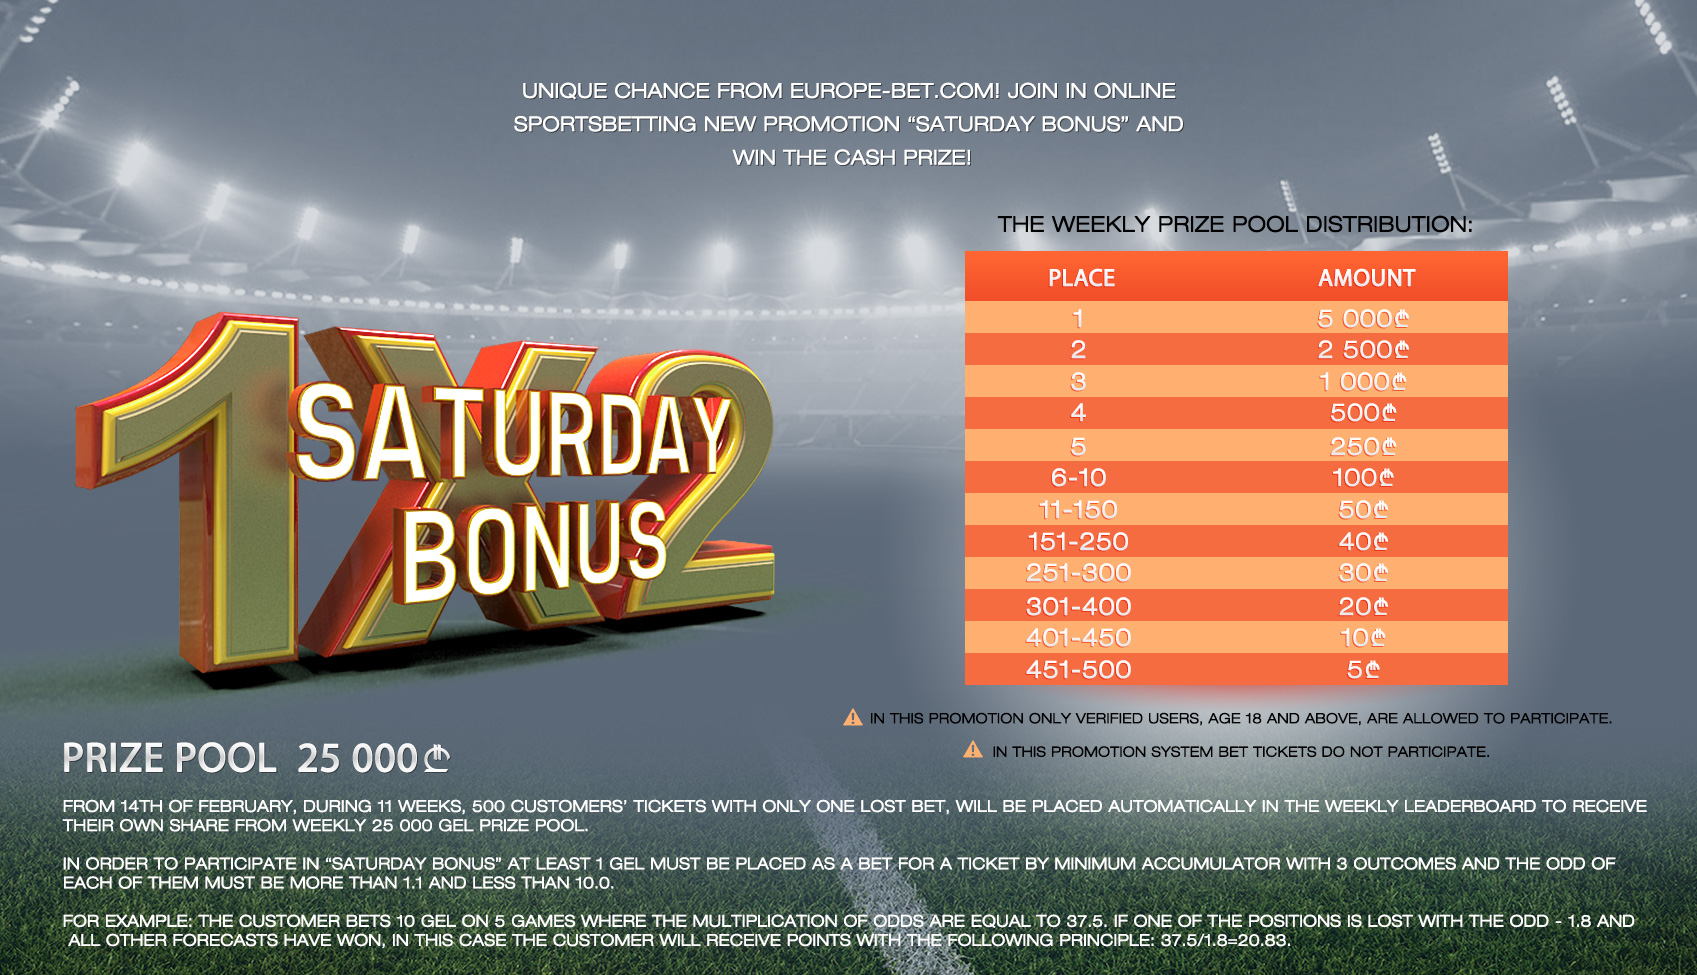 UNIQUE CHANCE FROM EUROPE-BET.COM! JOIN IN ONLINE
SPORTSBETTING NEW PROMOTION “SATURDAY BONUS” AND
WIN THE CASH PRIZE!
THE WEEKLY PRIZE POOL DISTRIBUTION:
PLACE AMOUNT
1 5 000₾
2 2 500₾
3 1 000₾
4 500₾
5 250₾
6-10 100₾
11-150 50₾
151-250 40₾
251-300 30₾
301-400 20₾
401-450 10₾
451-500 5₾
1X2
SATURDAY
BONUS
IN THIS PROMOTION ONLY VERIFIED USERS, AGE 18 AND ABOVE, ARE ALLOWED TO PARTICIPATE.
IN THIS PROMOTION SYSTEM BET TICKETS DO NOT PARTICIPATE.
PRIZE POOL 25 000₾
FROM 14TH OF FEBRUARY, DURING 11 WEEKS, 500 CUSTOMERS’ TICKETS WITH ONLY ONE LOST BET, WILL BE PLACED AUTOMATICALLY IN THE WEEKLY LEADERBOARD TO RECEIVE
THEIR OWN SHARE FROM WEEKLY 25 000 GEL PRIZE POOL.
IN ORDER TO PARTICIPATE IN “SATURDAY BONUS” AT LEAST 1 GEL MUST BE PLACED AS A BET FOR A TICKET BY MINIMUM ACCUMULATOR WITH 3 OUTCOMES AND THE ODD OF
EACH OF THEM MUST BE MORE THAN 1.1 AND LESS THAN 10.0.
FOR EXAMPLE: THE CUSTOMER BETS 10 GEL ON 5 GAMES WHERE THE MULTIPLICATION OF ODDS ARE EQUAL TO 37.5. IF ONE OF THE POSITIONS IS LOST WITH THE ODD - 1.8 AND
ALL OTHER FORECASTS HAVE WON, IN THIS CASE THE CUSTOMER WILL RECEIVE POINTS WITH THE FOLLOWING PRINCIPLE: 37.5/1.8=20.83.